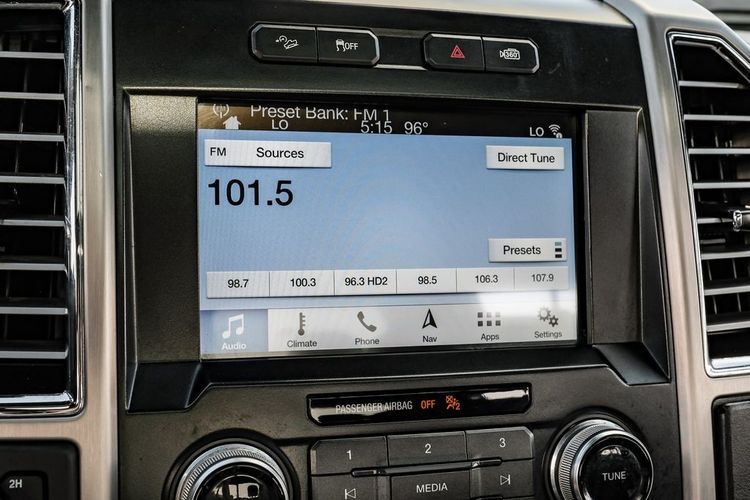 OFF 360
Preset Bank: FM 1
LO 5:15 96° LO
FM Sources Direct Tune
101.5
Presets
98.7 100.3 96.3 HD2 98.5 106.3 107.9
Audio Climate Phone Nav Apps Settings
PASSENGER AIRBAG OFF 2
1 2 3
2H MEDIA TUNE